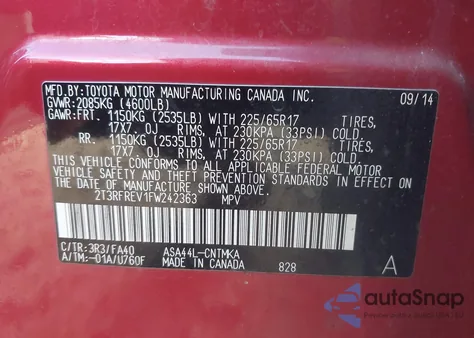 MFD.BY:TOYOTA MOTOR MANUFACTURING CANADA INC.
GVWR:2085KG (4600LB) 09/14
GAWR:FRT. 1150KG (2535LB) WITH 225/65R17 TIRES,
17X7.0J RIMS, AT 230KPA (33PSI) COLD.
RR. 1150KG (2535LB) WITH 225/65R17 TIRES,
17X7.0J RIMS, AT 230KPA (33PSI) COLD.
THIS VEHICLE CONFORMS TO ALL APPLICABLE FEDERAL MOTOR
VEHICLE SAFETY AND THEFT PREVENTION STANDARDS IN
EFFECT ON THE DATE OF MANUFACTURE SHOWN ABOVE.
2T3RFREV1FW242363 MPV
C/TR:3R3/FA40 ASA44L-CNTMKA
A/TM:-01A/U760F MADE IN CANADA 828 A
autoSnap